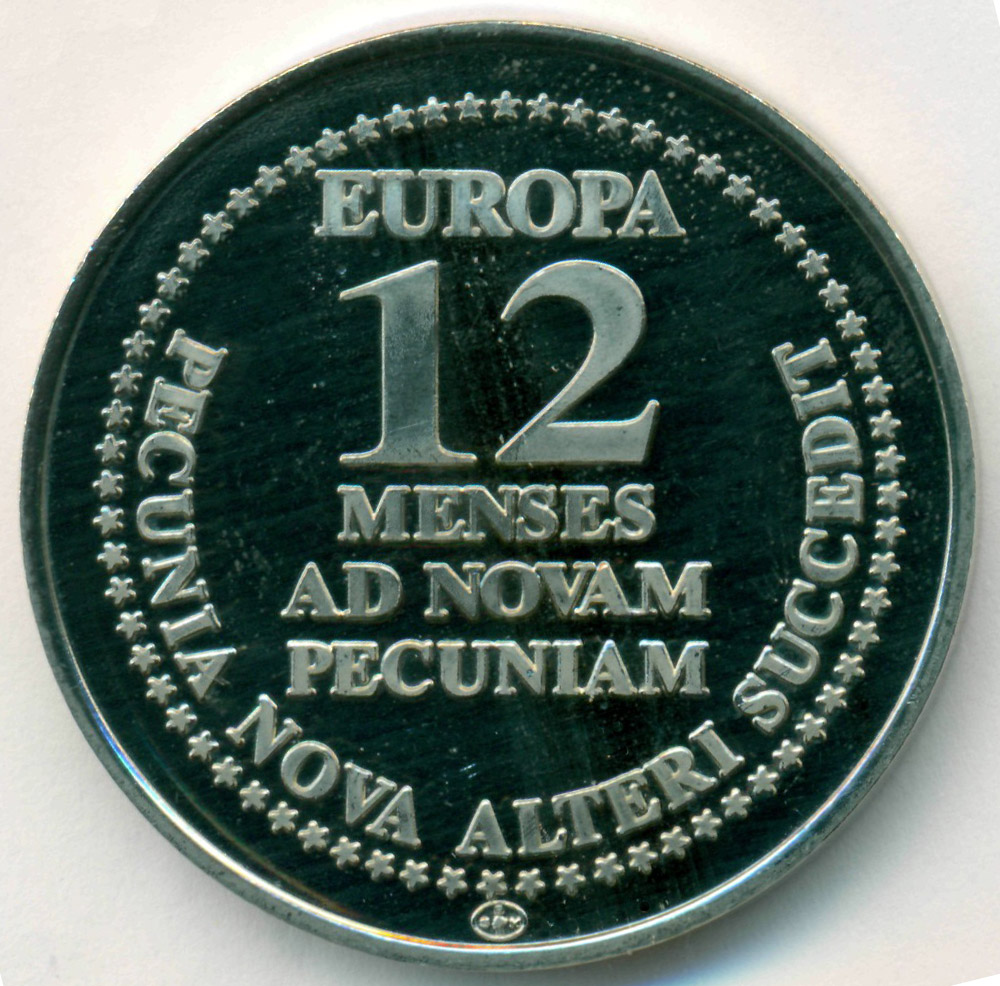 EUROPA
12
MENSES
AD NOVAM
PECUNIAM
PECUNIA NOVA ALTERI SUCCEDIT